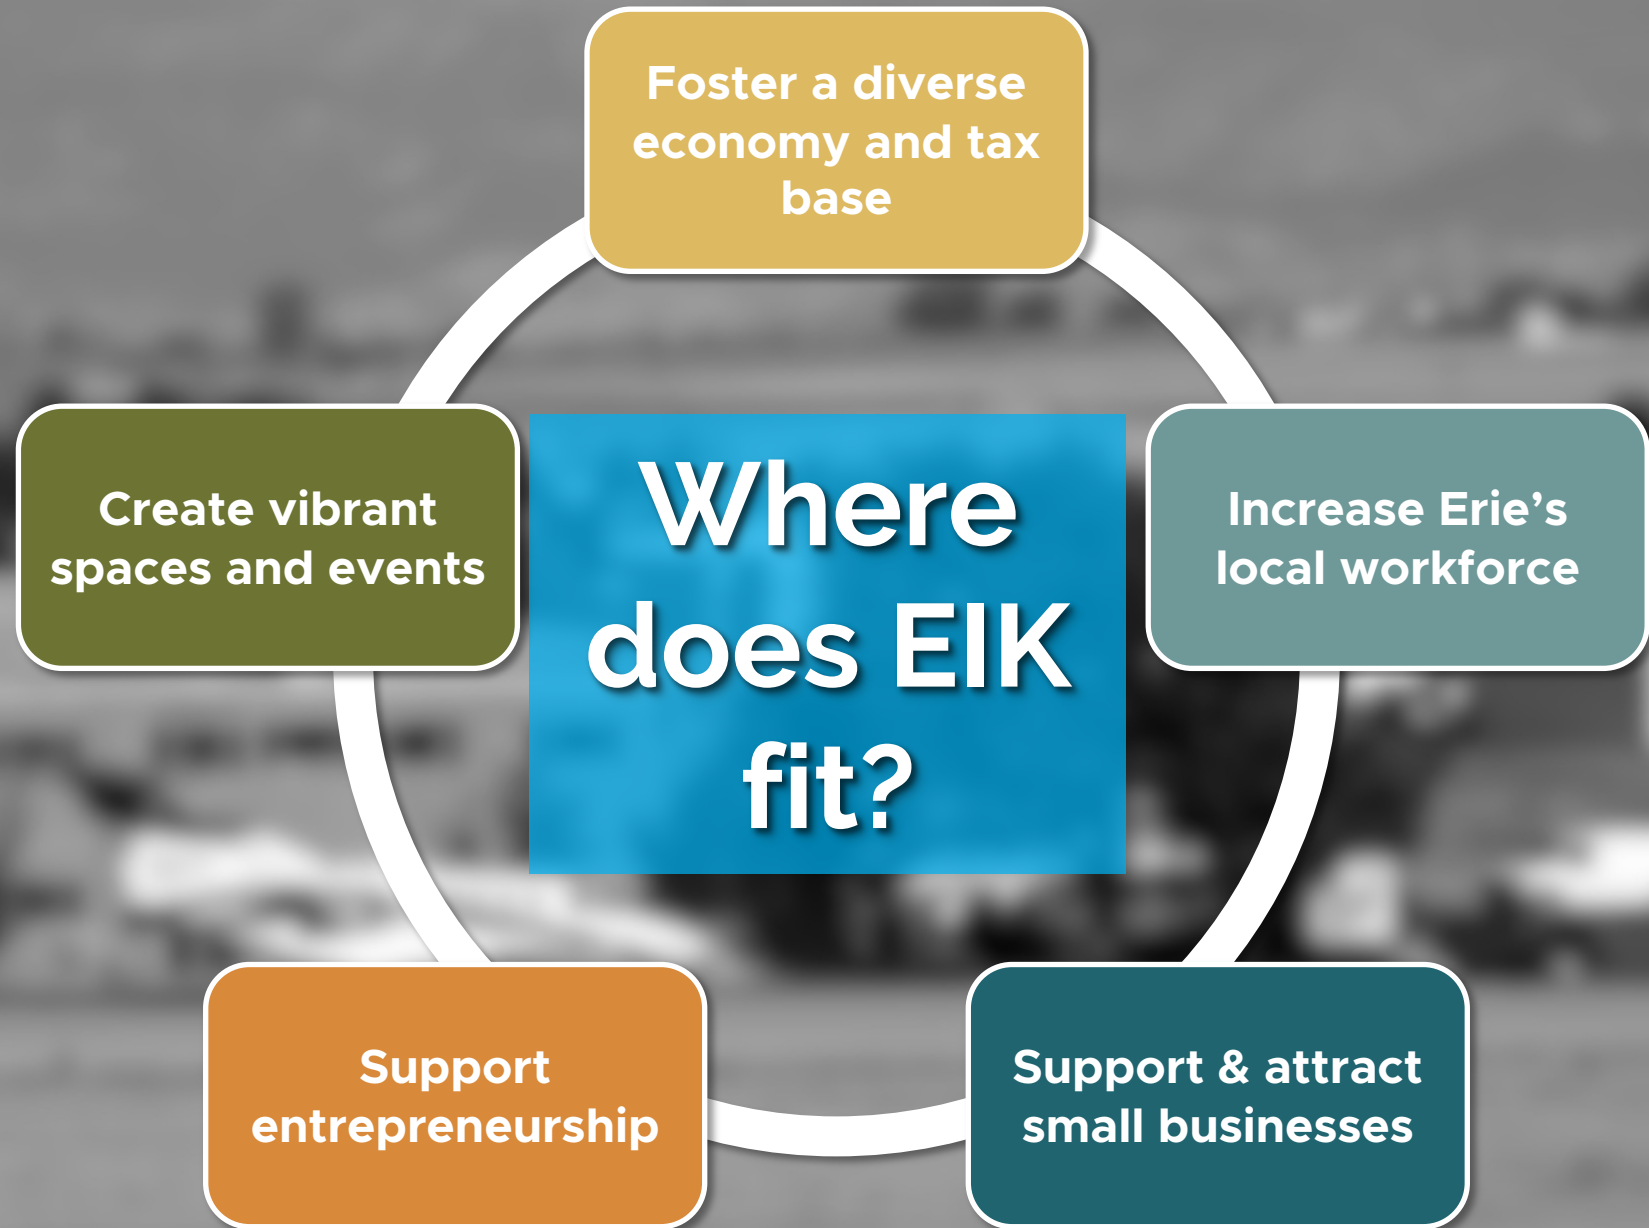 Foster a diverse
economy and tax
base
Create vibrant
spaces and events
Where
does EIK
fit?
Increase Erie’s
local workforce
Support
entrepreneurship
Support & attract
small businesses